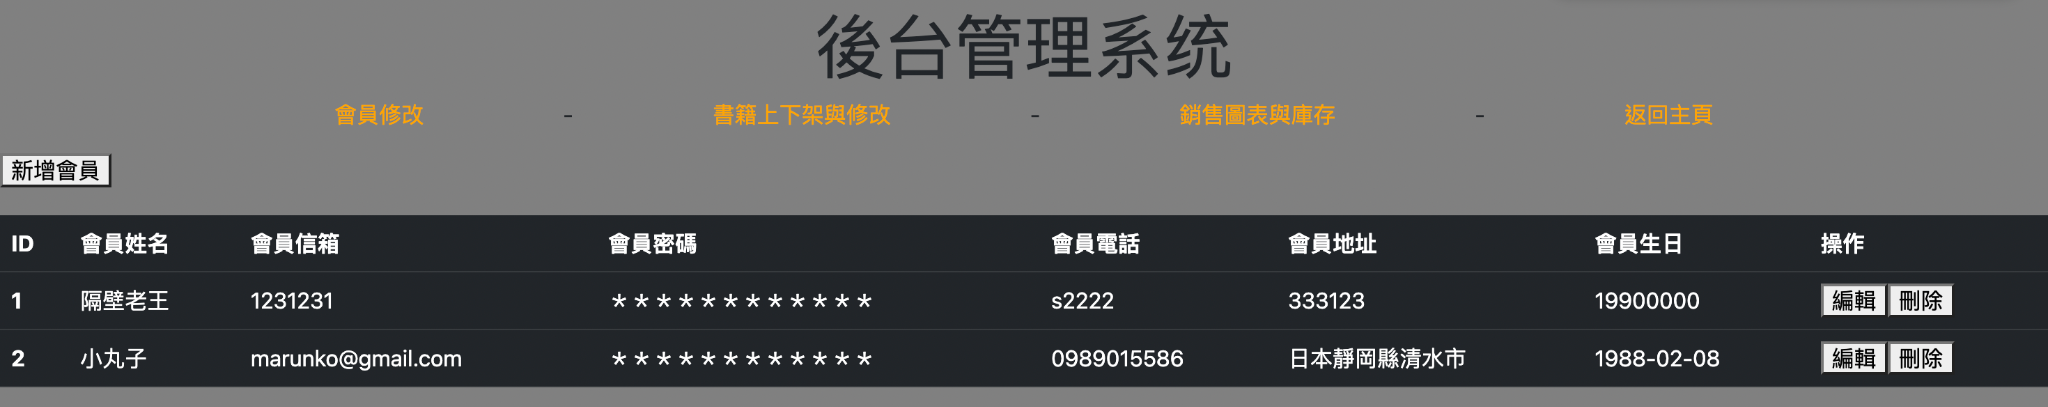 後台管理系统
會員修改 - 書籍上下架與修改 - 銷售圖表與庫存 - 返回主頁
新增會員
ID 會員姓名 會員信箱 會員密碼 會員電話 會員地址 會員生日 操作
1 隔壁老王 1231231 ************ s2222 333123 19900000 編輯 刪除
2 小丸子 marunko@gmail.com ************ 0989015586 日本靜岡縣清水市 1988-02-08 編輯 刪除